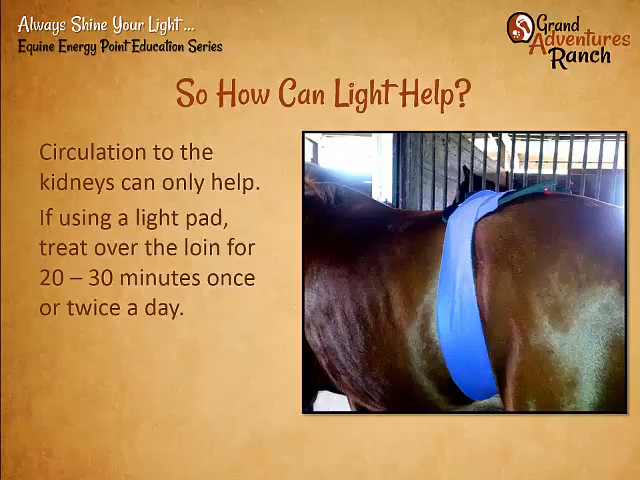 Always Shine Your Light...
Equine Energy Point Education Series
Grand
Adventures
Ranch
So How Can Light Help?
Circulation to the
kidneys can only help.
If using a light pad,
treat over the loin for
20 – 30 minutes once
or twice a day.